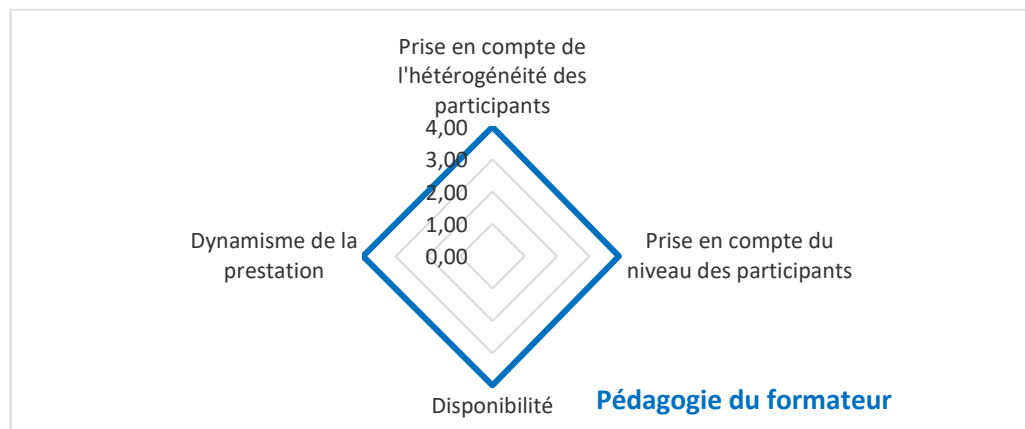 Prise en compte de
l'hétérogénéité des
participants
4,00
3,00
2,00
1,00
0,00
Dynamisme de la
prestation
Prise en compte du
niveau des participants
Disponibilité
Pédagogie du formateur